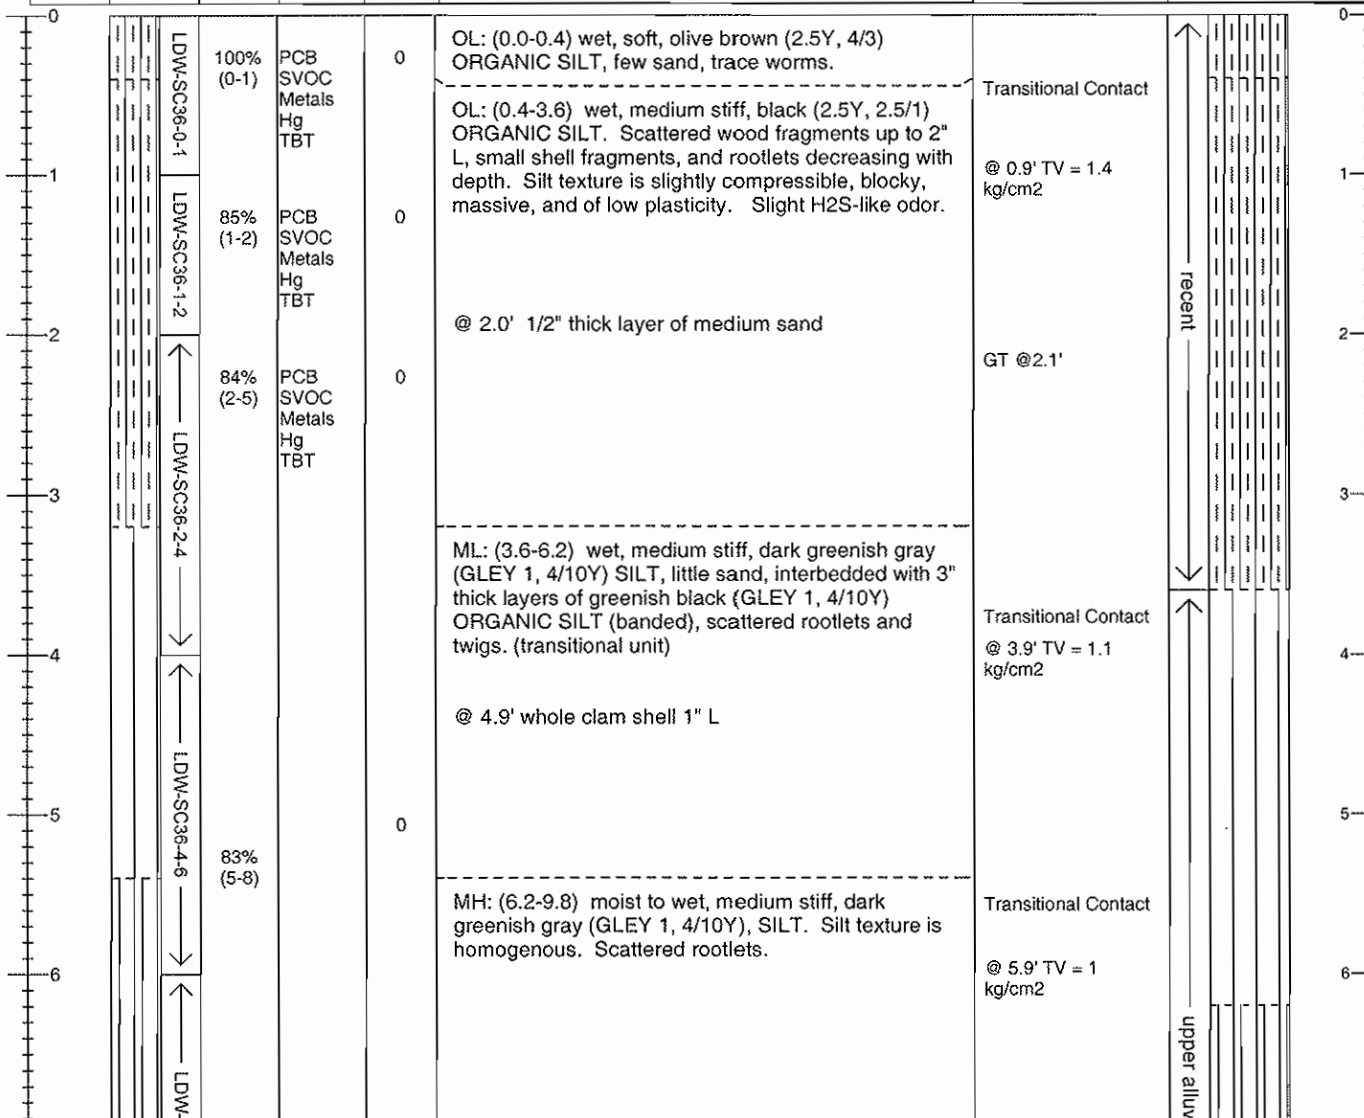 0
LDW-SC36-0-1
100%
(0-1)
PCB
SVOC
Metals
Hg
TBT
0
OL: (0.0-0.4) wet, soft, olive brown (2.5Y, 4/3)
ORGANIC SILT, few sand, trace worms.
Transitional Contact
0
OL: (0.4-3.6) wet, medium stiff, black (2.5Y, 2.5/1)
ORGANIC SILT. Scattered wood fragments up to 2"
L, small shell fragments, and rootlets decreasing with
depth. Silt texture is slightly compressible, blocky,
massive, and of low plasticity. Slight H2S-like odor.
@ 0.9' TV = 1.4
kg/cm2
1
1
LDW-SC36-1-2
85%
(1-2)
PCB
SVOC
Metals
Hg
TBT
0
recent
@ 2.0' 1/2" thick layer of medium sand
2
2
GT @2.1'
LDW-SC36-2-4
84%
(2-5)
PCB
SVOC
Metals
Hg
TBT
0
3
3
ML: (3.6-6.2) wet, medium stiff, dark greenish gray
(GLEY 1, 4/10Y) SILT, little sand, interbedded with 3"
thick layers of greenish black (GLEY 1, 4/10Y)
ORGANIC SILT (banded), scattered rootlets and
twigs. (transitional unit)
Transitional Contact
@ 3.9' TV = 1.1
kg/cm2
4
4
@ 4.9' whole clam shell 1" L
LDW-SC36-4-6
5
5
0
83%
(5-8)
MH: (6.2-9.8) moist to wet, medium stiff, dark
greenish gray (GLEY 1, 4/10Y), SILT. Silt texture is
homogenous. Scattered rootlets.
Transitional Contact
@ 5.9' TV = 1
kg/cm2
6
6
LDW-
upper alluv